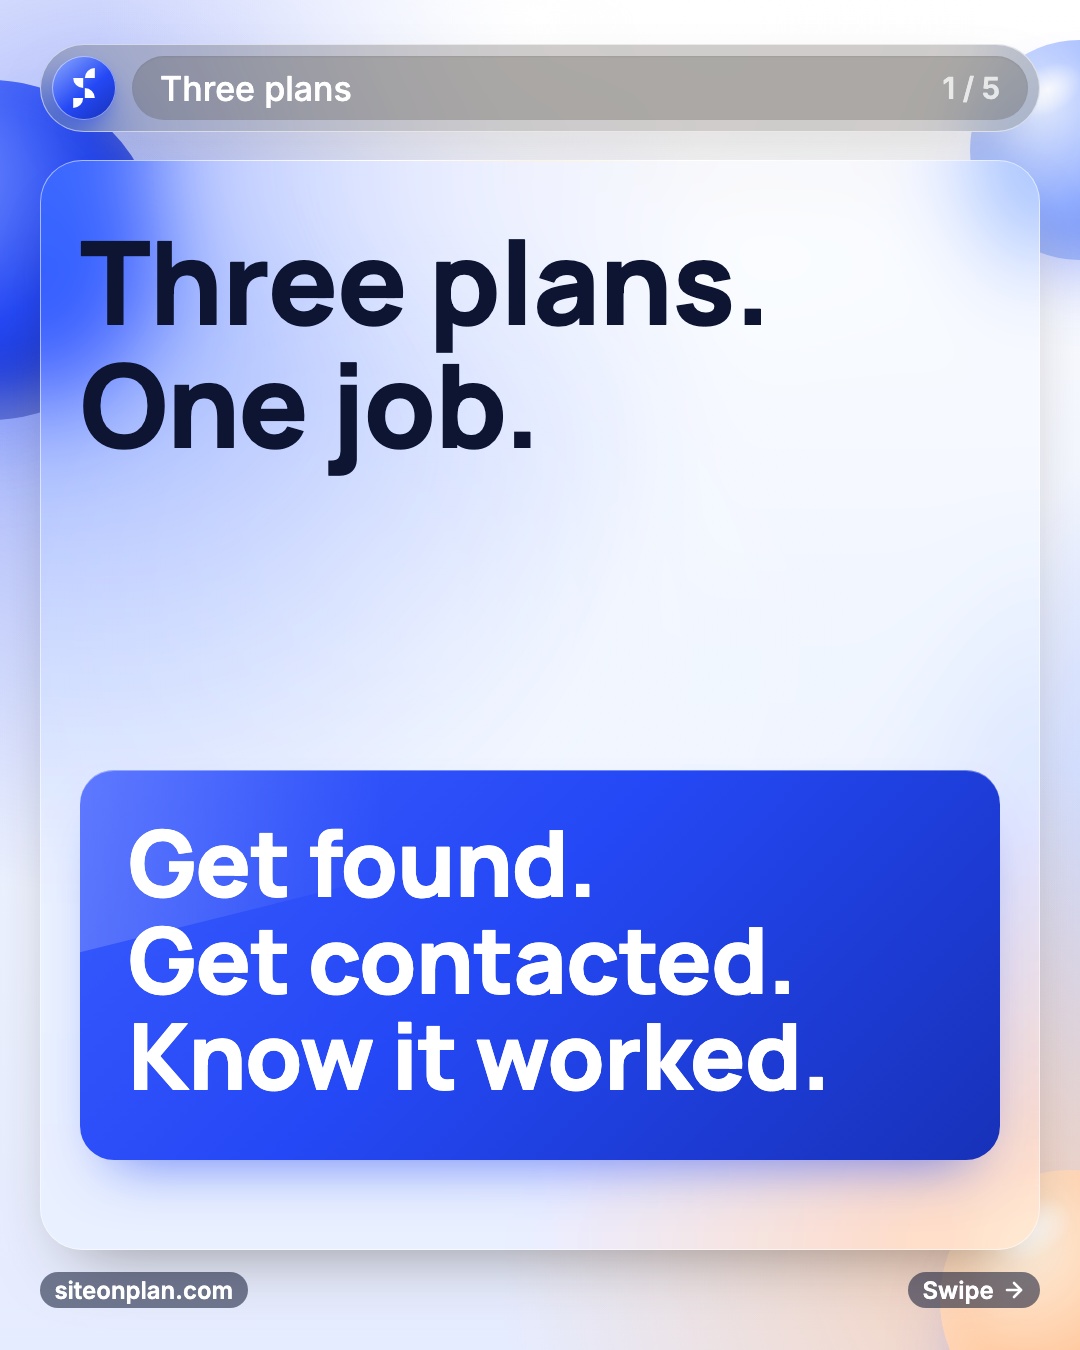 Three plans
1 / 5
Three plans.
One job.
Get found.
Get contacted.
Know it worked.
siteonplan.com
Swipe →